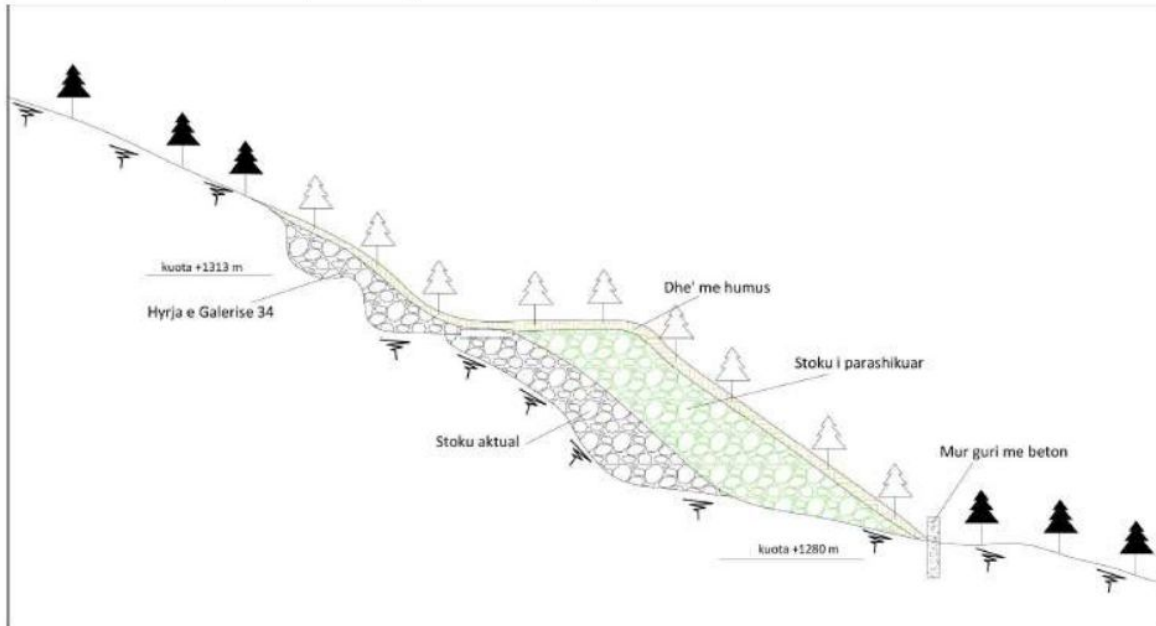 kuota +1313 m
Hyrja e Galerise 34
Dhe' me humus
Stoku i parashikuar
Stoku aktual
Mur guri me beton
kuota +1280 m